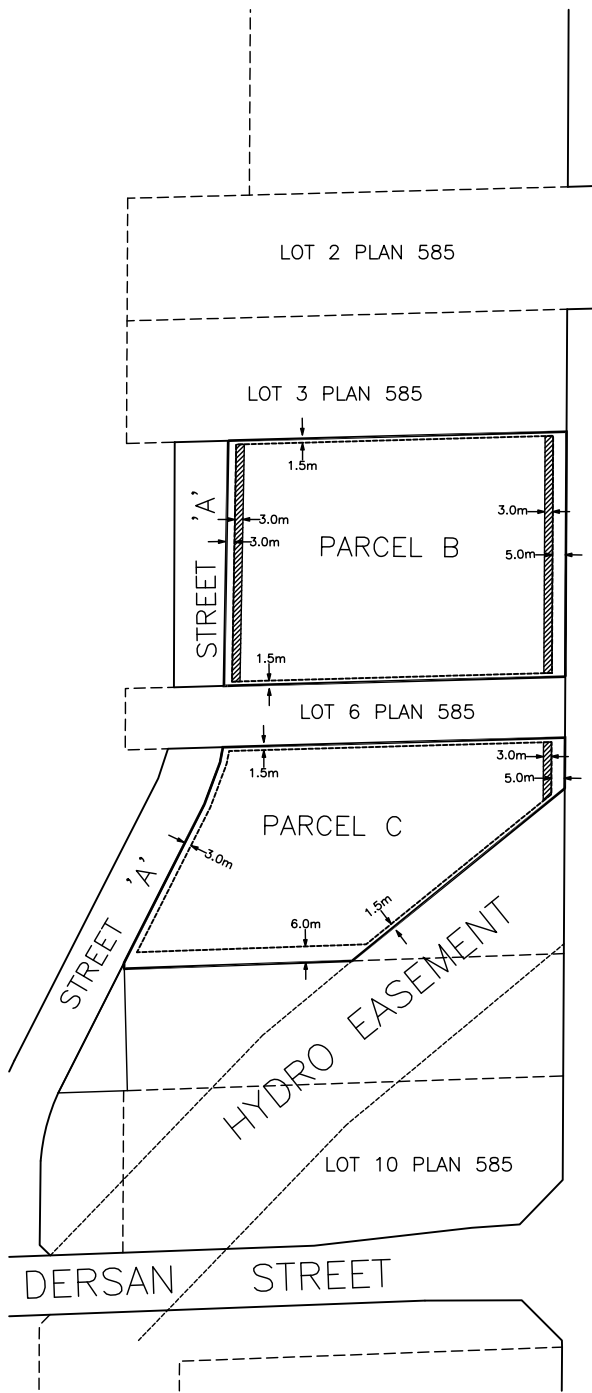 LOT 2 PLAN 585
LOT 3 PLAN 585
1.5m
STREET 'A'
3.0m
3.0m
3.0m
5.0m
PARCEL B
1.5m
LOT 6 PLAN 585
1.5m
3.0m
5.0m
PARCEL C
3.0m
STREET 'A'
6.0m
1.5m
HYDRO EASEMENT
LOT 10 PLAN 585
DERSAN STREET